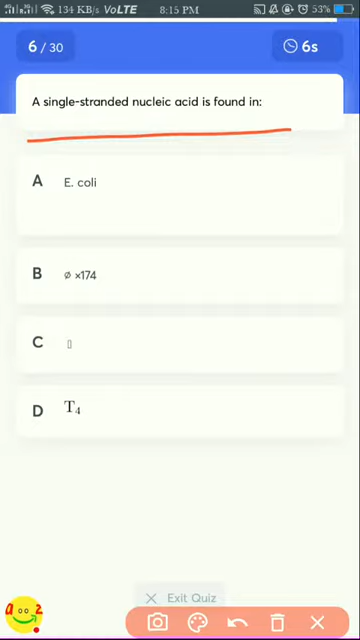 134 KB/s VoLTE 8:15 PM 53%
6 / 30
6s
A single-stranded nucleic acid is found in:
A E. coli
B ø ×174
C
D T₄
Exit Quiz
a z